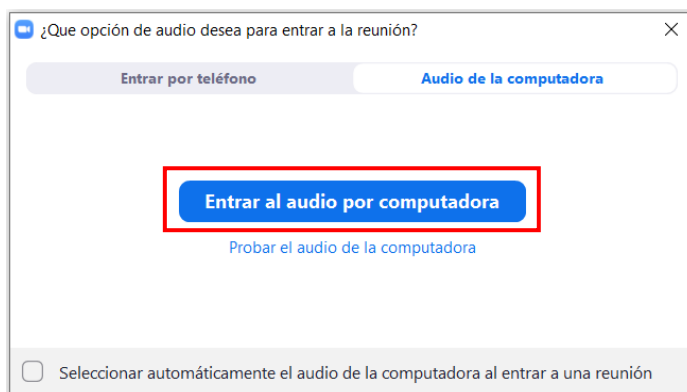 ¿Que opción de audio desea para entrar a la reunión?
Entrar por teléfono
Audio de la computadora
Entrar al audio por computadora
Probar el audio de la computadora
Seleccionar automáticamente el audio de la computadora al entrar a una reunión